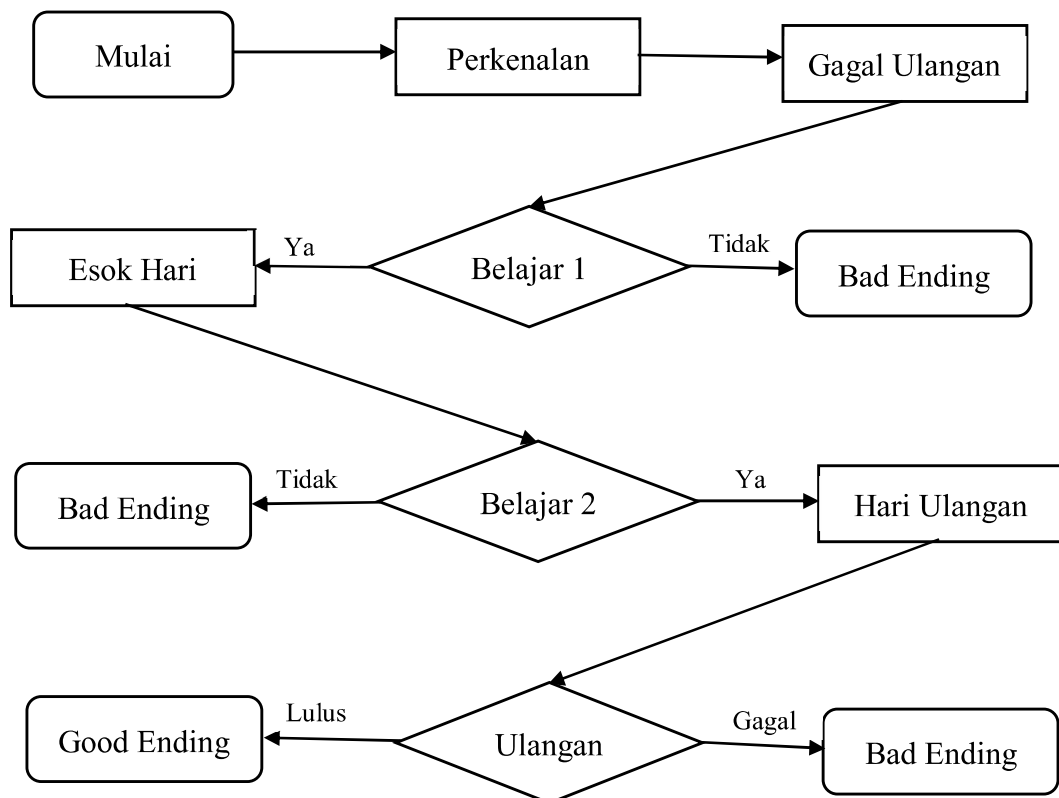 Mulai
Perkenalan
Gagal Ulangan
Ya
Tidak
Esok Hari
Belajar 1
Bad Ending
Tidak
Ya
Bad Ending
Belajar 2
Hari Ulangan
Lulus
Gagal
Good Ending
Ulangan
Bad Ending